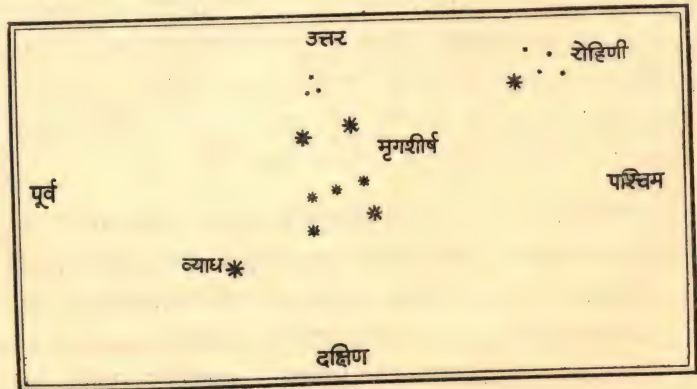 उत्तर
रोहिणी
मृगशीर्ष
पूर्व
पश्चिम
व्याध
दक्षिण